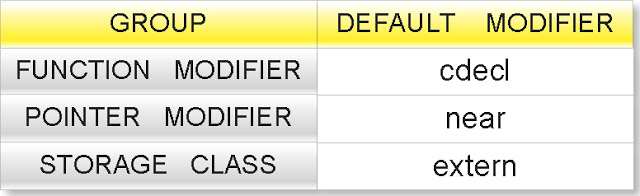 GROUP DEFAULT MODIFIER
FUNCTION MODIFIER cdecl
POINTER MODIFIER near
STORAGE CLASS extern